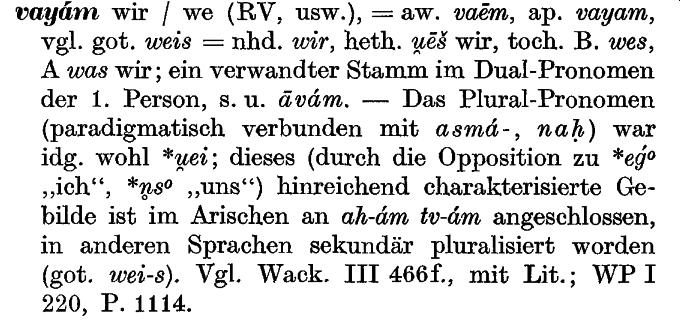 vayám wir / we (RV, usw.), = aw. vaēm, ap. vayam,
vgl. got. weis = nhd. wir, heth. u̯ēš wir, toch. B. wes,
A was wir; ein verwandter Stamm im Dual-Pronomen
der 1. Person, s. u. āvám. — Das Plural-Pronomen
(paradigmatisch verbunden mit asmá-, naḥ) war
idg. wohl *u̯ei; dieses (durch die Opposition zu *eǵᵒ
„ich“, *n̥sᵒ „uns“) hinreichend charakterisierte Ge-
bilde ist im Arischen an ah-ám tv-ám angeschlossen,
in anderen Sprachen sekundär pluralisiert worden
(got. wei-s). Vgl. Wack. III 466f., mit Lit.; WP I
220, P. 1114.